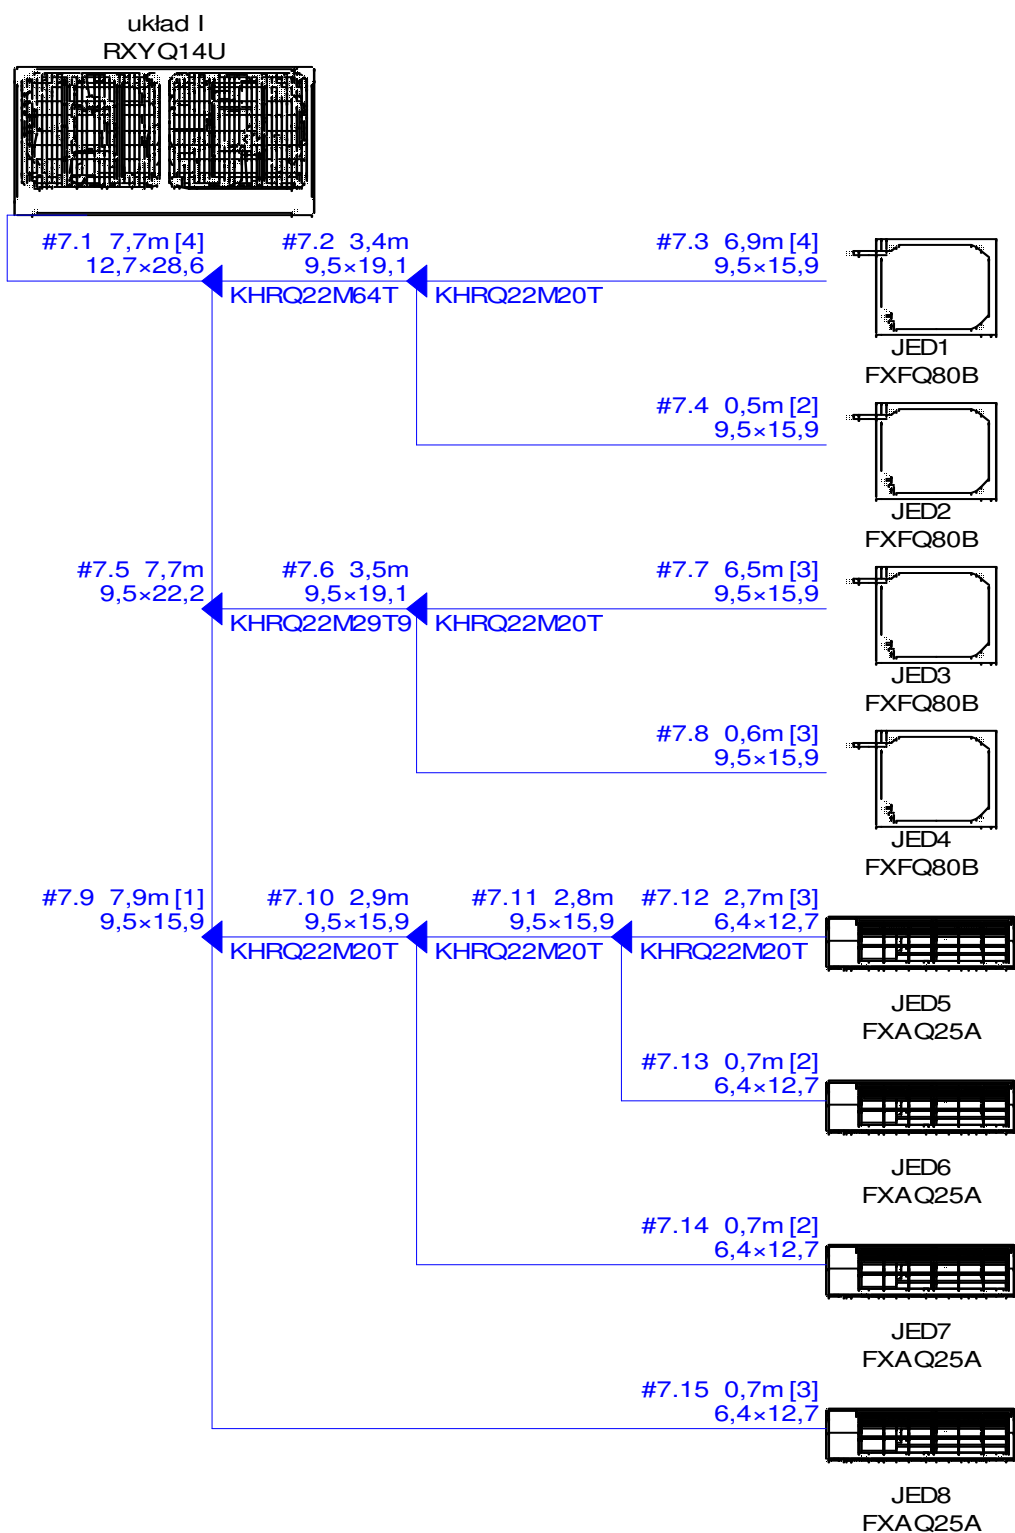 układ I
RXYQ14U
#7.1 7,7m [4]
12,7×28,6
#7.2 3,4m
9,5×19,1
#7.3 6,9m [4]
9,5×15,9
KHRQ22M64T
KHRQ22M20T
JED1
FXFQ80B
#7.4 0,5m [2]
9,5×15,9
JED2
FXFQ80B
#7.5 7,7m
9,5×22,2
#7.6 3,5m
9,5×19,1
#7.7 6,5m [3]
9,5×15,9
KHRQ22M29T9
KHRQ22M20T
JED3
FXFQ80B
#7.8 0,6m [3]
9,5×15,9
JED4
FXFQ80B
#7.9 7,9m [1]
9,5×15,9
#7.10 2,9m
9,5×15,9
#7.11 2,8m
9,5×15,9
#7.12 2,7m [3]
6,4×12,7
KHRQ22M20T
KHRQ22M20T
KHRQ22M20T
JED5
FXAQ25A
#7.13 0,7m [2]
6,4×12,7
JED6
FXAQ25A
#7.14 0,7m [2]
6,4×12,7
JED7
FXAQ25A
#7.15 0,7m [3]
6,4×12,7
JED8
FXAQ25A